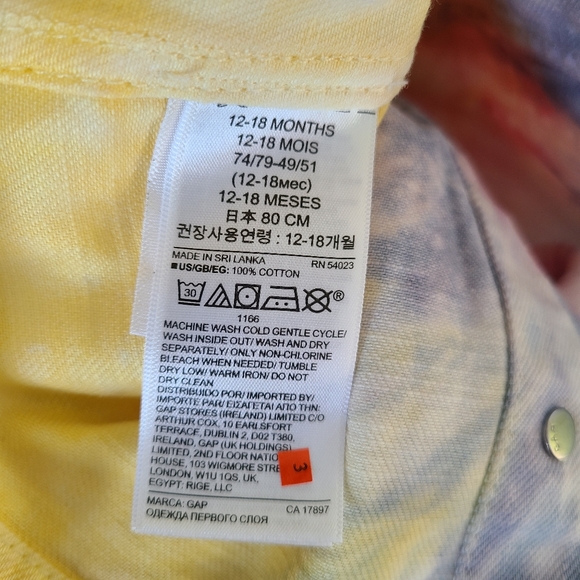 12-18 MONTHS
12-18 MOIS
74/79-49/51
(12-18мес)
12-18 MESES
日本 80 CM
권장사용연령 : 12-18개월
MADE IN SRI LANKA RN 54023
■ US/GB/EG: 100% COTTON
30 ®
1166
MACHINE WASH COLD GENTLE CYCLE/
WASH INSIDE OUT/ WASH AND DRY
SEPARATELY/ ONLY NON-CHLORINE
BLEACH WHEN NEEDED/ TUMBLE
DRY LOW/ WARM IRON/ DO NOT
DRY CLEAN
DISTRIBUIDO POR/ IMPORTED BY/
IMPORTE PAR/ ΕΙΣΑΓΕΤΑΙ ΑΠΟ ΤΗΝ:
GAP STORES (IRELAND) LIMITED C/O
ARTHUR COX, 10 EARLSFORT
TERRACE, DUBLIN 2, D02 T380,
IRELAND, GAP (UK HOLDINGS)
LIMITED, 2ND FLOOR
HOUSE, 103 WIGMORE
LONDON, W1U 1QS, UK,
EGYPT: RIGE, LLC
3
MARCA: GAP CA 17897
ОДЕЖДА ПЕРВОГО СЛОЯ